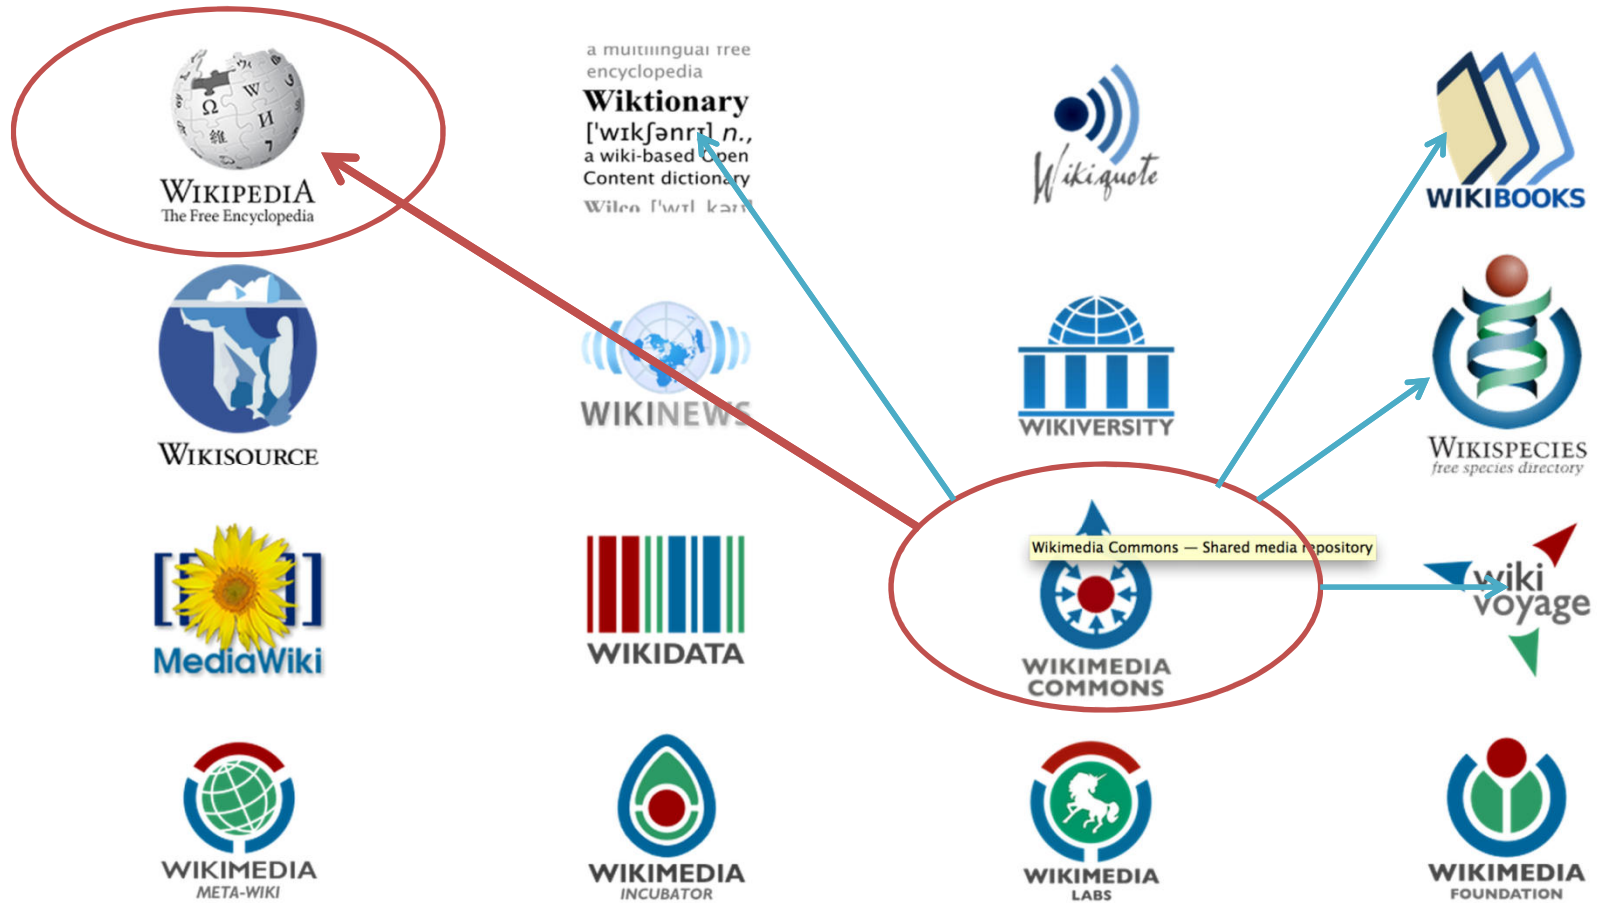 WIKIPEDIA
The Free Encyclopedia
a multilingual free
encyclopedia
Wiktionary
['wɪkʃənrɪ] n.,
a wiki-based Open
Content dictionary
Wilco
Wikiquote
WIKIBOOKS
WIKISOURCE
WIKINEWS
WIKIVERSITY
WIKISPECIES
free species directory
MediaWiki
WIKIDATA
Wikimedia Commons — Shared media repository
WIKIMEDIA
COMMONS
wiki
voyage
WIKIMEDIA
META-WIKI
WIKIMEDIA
INCUBATOR
WIKIMEDIA
LABS
WIKIMEDIA
FOUNDATION